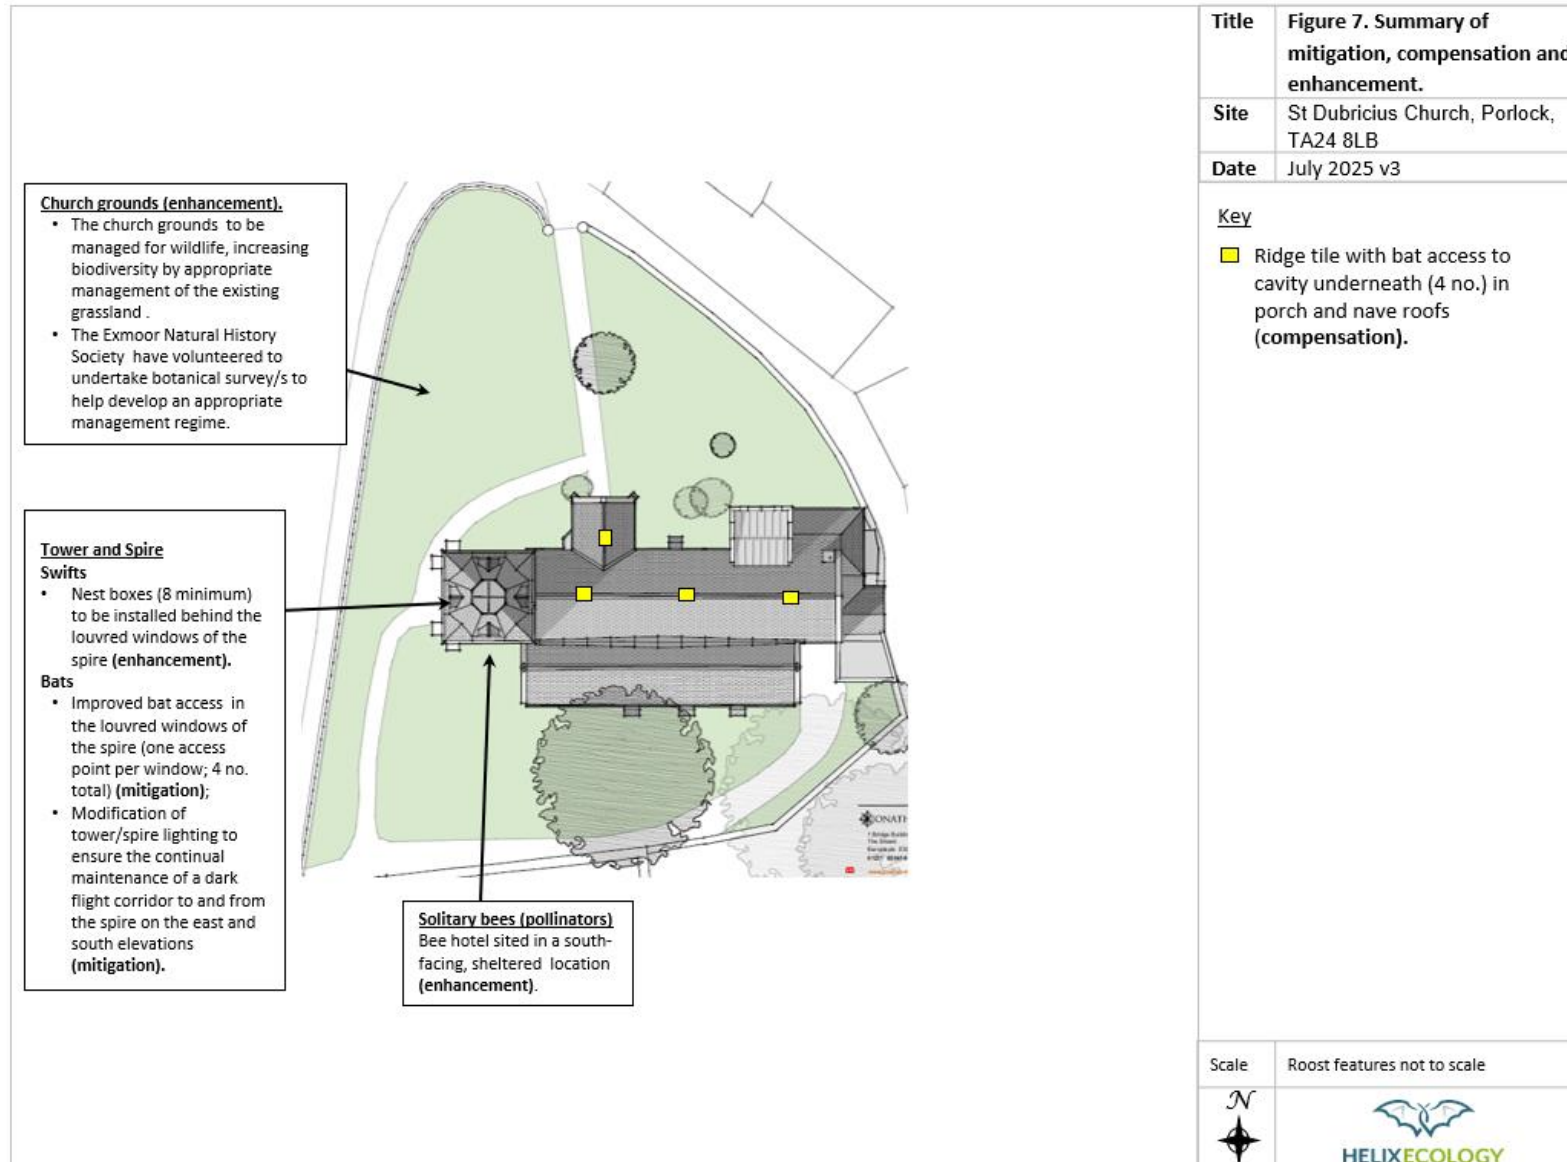 Title
Figure 7. Summary of
mitigation, compensation and
enhancement.
Site
St Dubricius Church, Porlock,
TA24 8LB
Date
July 2025 v3
Key
Ridge tile with bat access to
cavity underneath (4 no.) in
porch and nave roofs
(compensation).
Church grounds (enhancement).
• The church grounds to be
managed for wildlife, increasing
biodiversity by appropriate
management of the existing
grassland .
• The Exmoor Natural History
Society have volunteered to
undertake botanical survey/s to
help develop an appropriate
management regime.
Tower and Spire
Swifts
• Nest boxes (8 minimum)
to be installed behind the
louvred windows of the
spire (enhancement).
Bats
• Improved bat access in
the louvred windows of
the spire (one access
point per window; 4 no.
total) (mitigation);
• Modification of
tower/spire lighting to
ensure the continual
maintenance of a dark
flight corridor to and from
the spire on the east and
south elevations
(mitigation).
Solitary bees (pollinators)
Bee hotel sited in a south-
facing, sheltered location
(enhancement).
ONATH
Scale
Roost features not to scale
N
HELIXECOLOGY